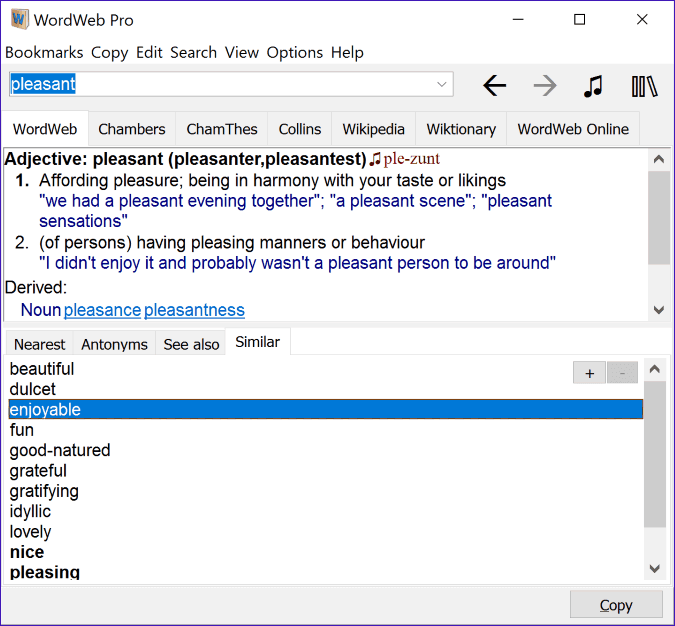 WordWeb Pro
Bookmarks Copy Edit Search View Options Help
pleasant
WordWeb Chambers ChamThes Collins Wikipedia Wiktionary WordWeb Online
Adjective: pleasant (pleasanter,pleasantest)♫ple-zunt
1. Affording pleasure; being in harmony with your taste or likings
"we had a pleasant evening together"; "a pleasant scene"; "pleasant
sensations"
2. (of persons) having pleasing manners or behaviour
"I didn't enjoy it and probably wasn't a pleasant person to be around"
Derived:
Noun pleasance pleasantness
Nearest Antonyms See also Similar
beautiful
+ -
dulcet
enjoyable
fun
good-natured
grateful
gratifying
idyllic
lovely
nice
pleasing
Copy